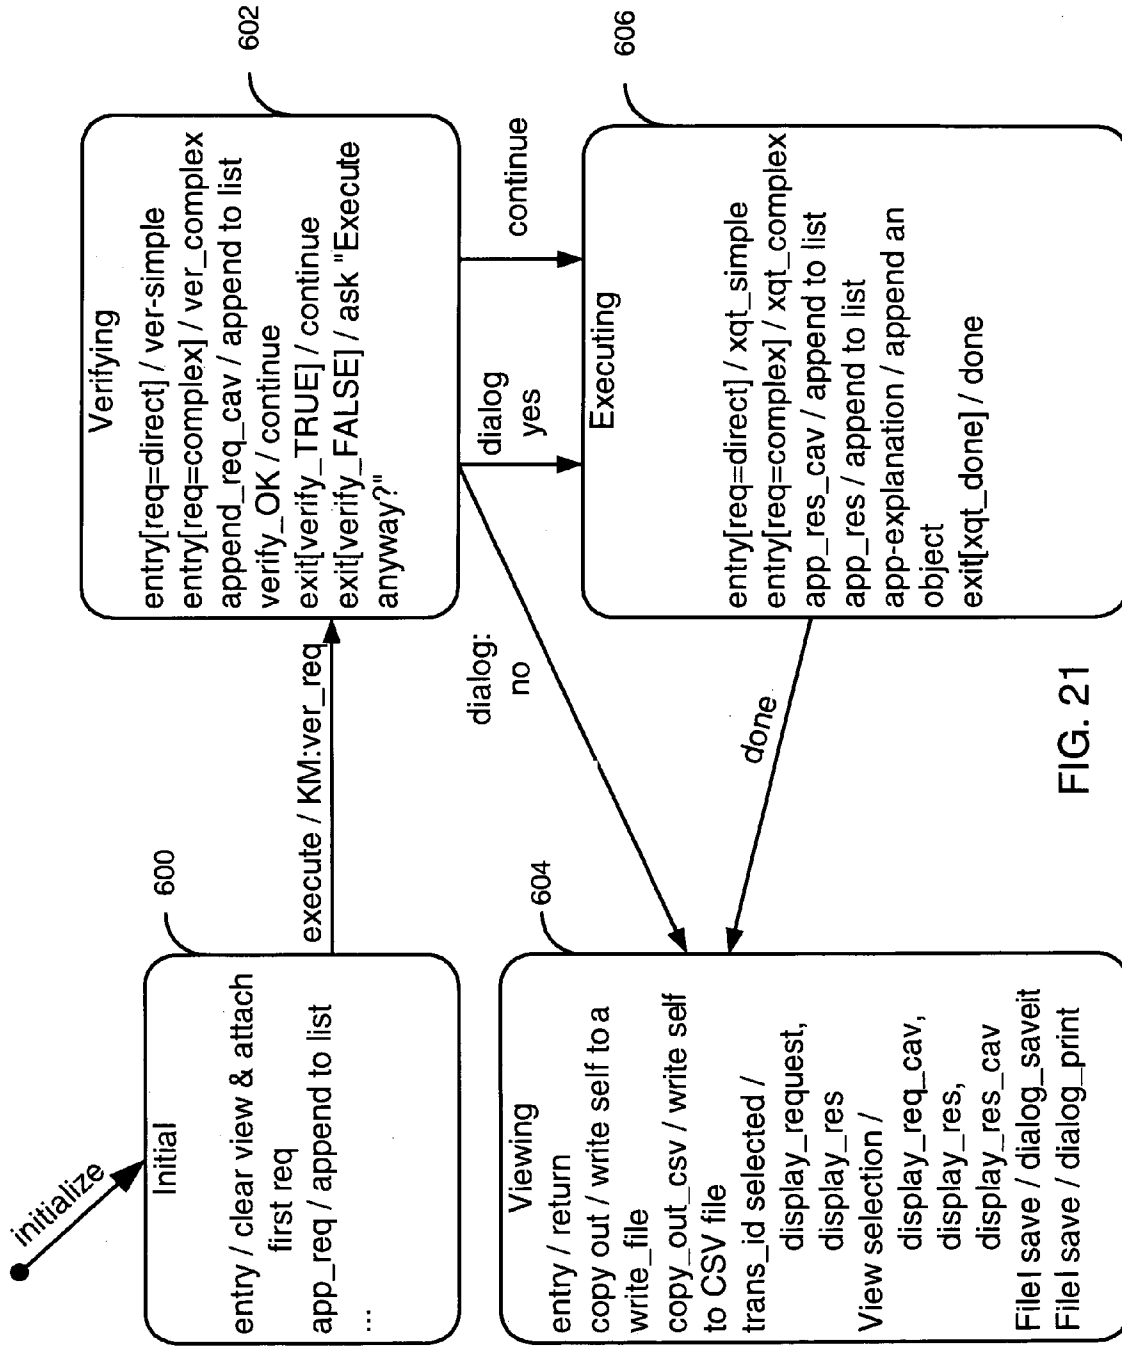 initialize
Initial
entry / clear view & attach
first req
app_req / append to list
...
600
execute / KM:ver_req
Verifying
entry[req=direct] / ver-simple
entry[req=complex] / ver_complex
append_req_cav / append to list
verify_OK / continue
exit[verify_TRUE] / continue
exit[verify_FALSE] / ask "Execute
anyway?"
602
dialog:
no
dialog
yes
continue
Viewing
entry / return
copy out / write self to a
write_file
copy_out_csv / write self
to CSV file
trans_id selected /
display_request,
display_res
View selection /
display_req_cav,
display_res,
display_res_cav
File| save / dialog_saveit
File| save / dialog_print
604
done
Executing
entry[req=direct] / xqt_simple
entry[req=complex] / xqt_complex
app_res_cav / append to list
app_res / append to list
app-explanation / append an
object
exit[xqt_done] / done
606
FIG. 21